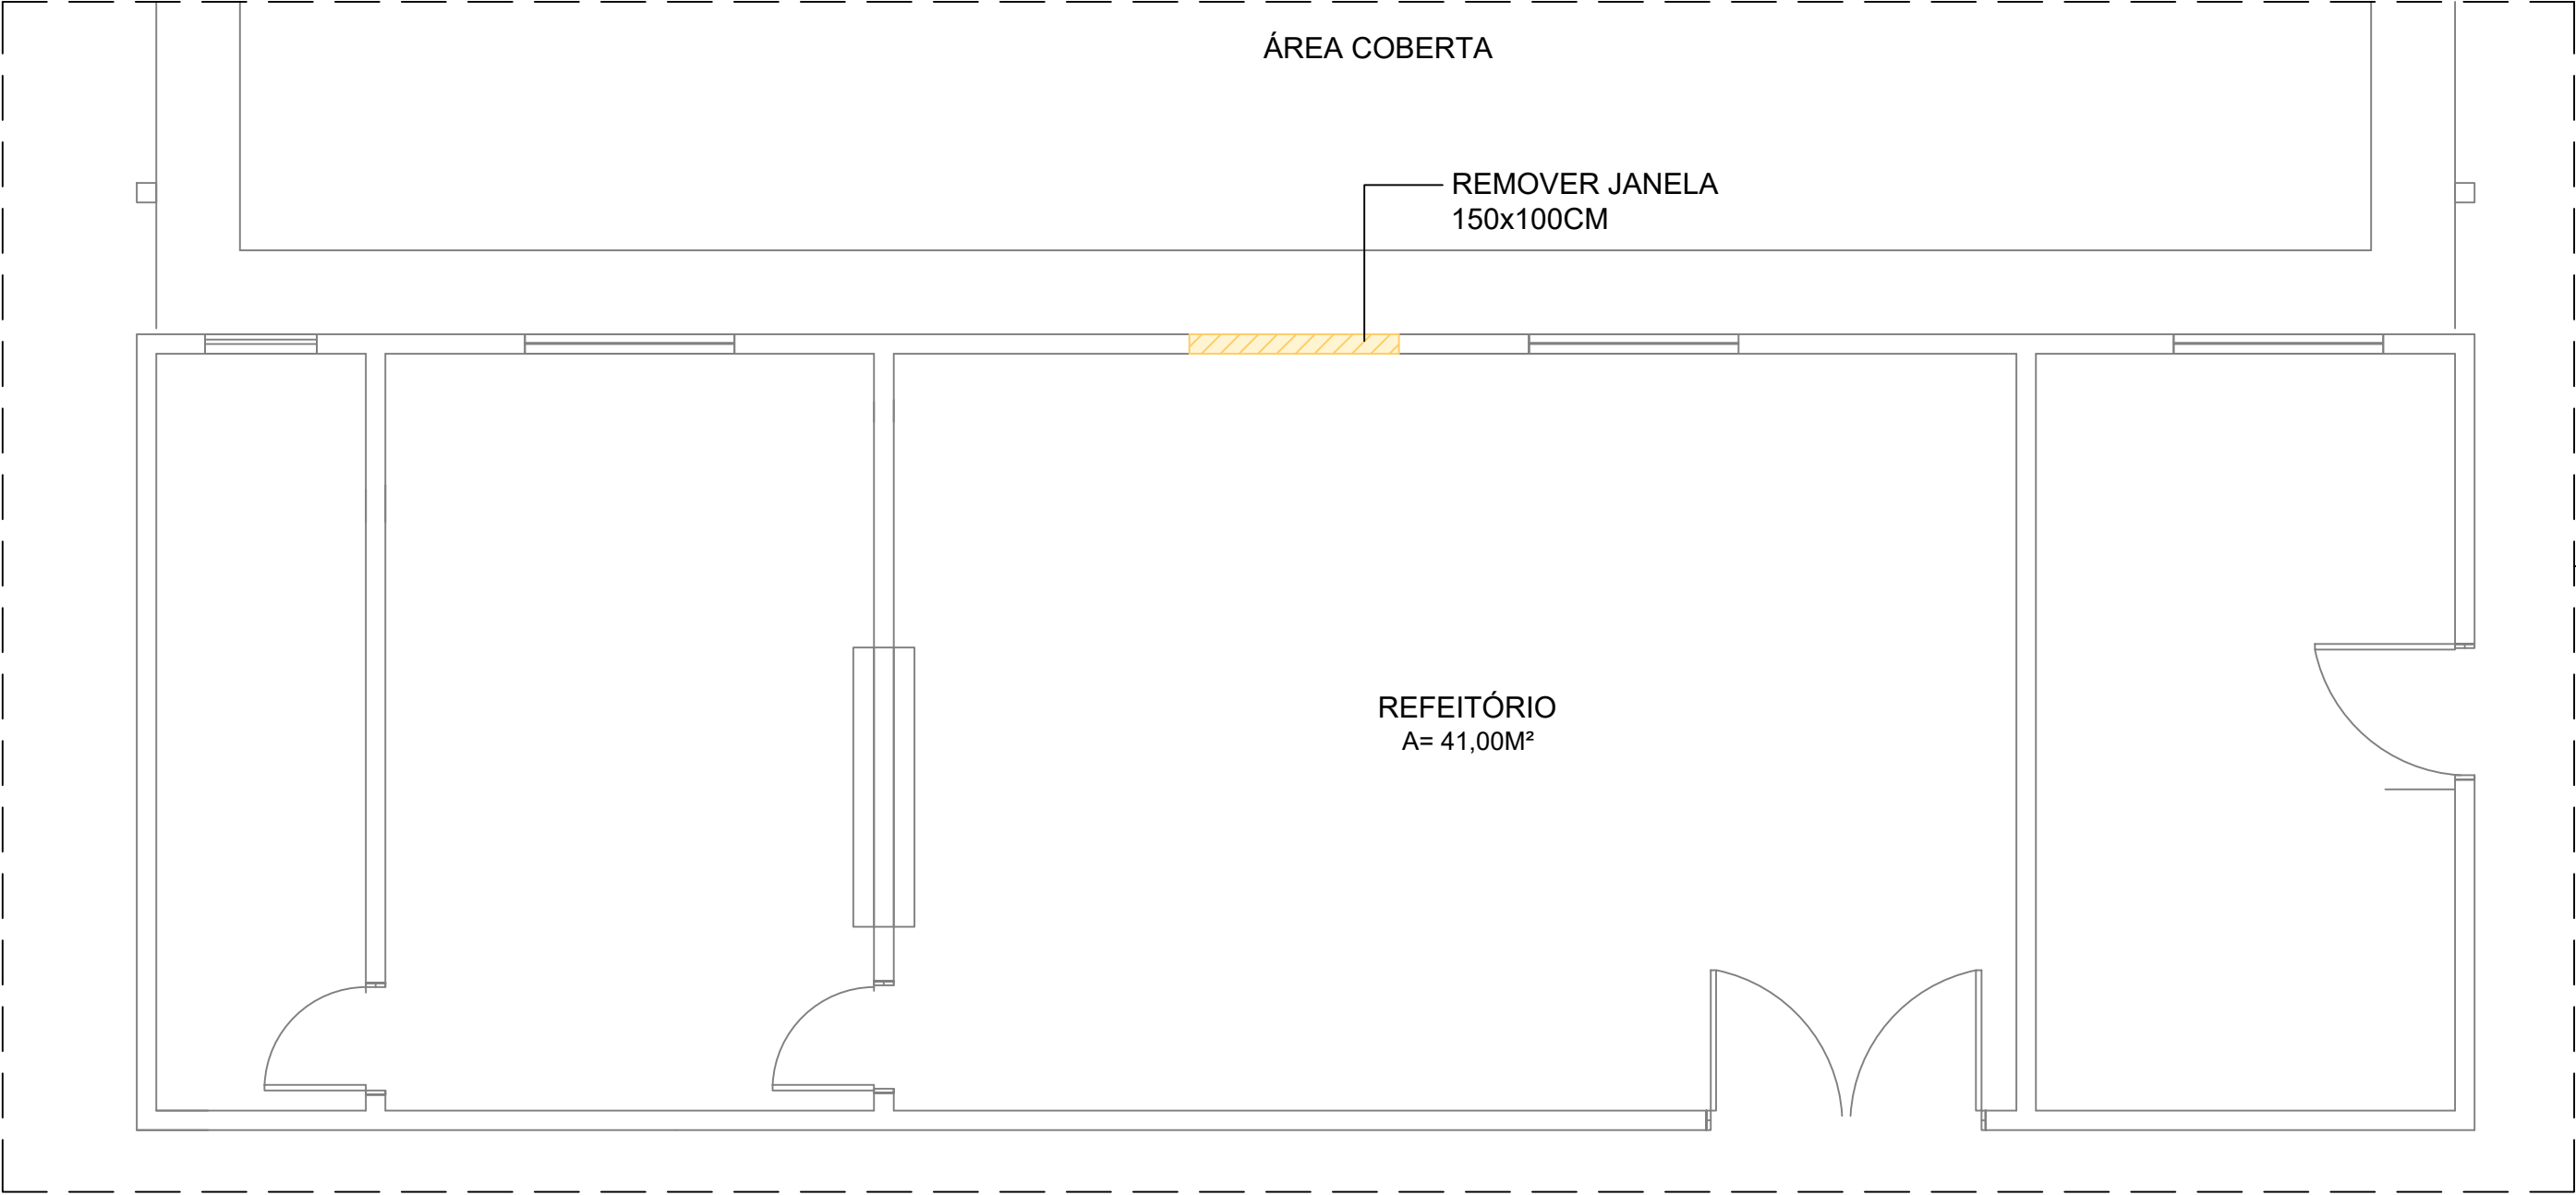 ÁREA COBERTA
REMOVER JANELA
150x100CM
REFEITÓRIO
A= 41,00M²